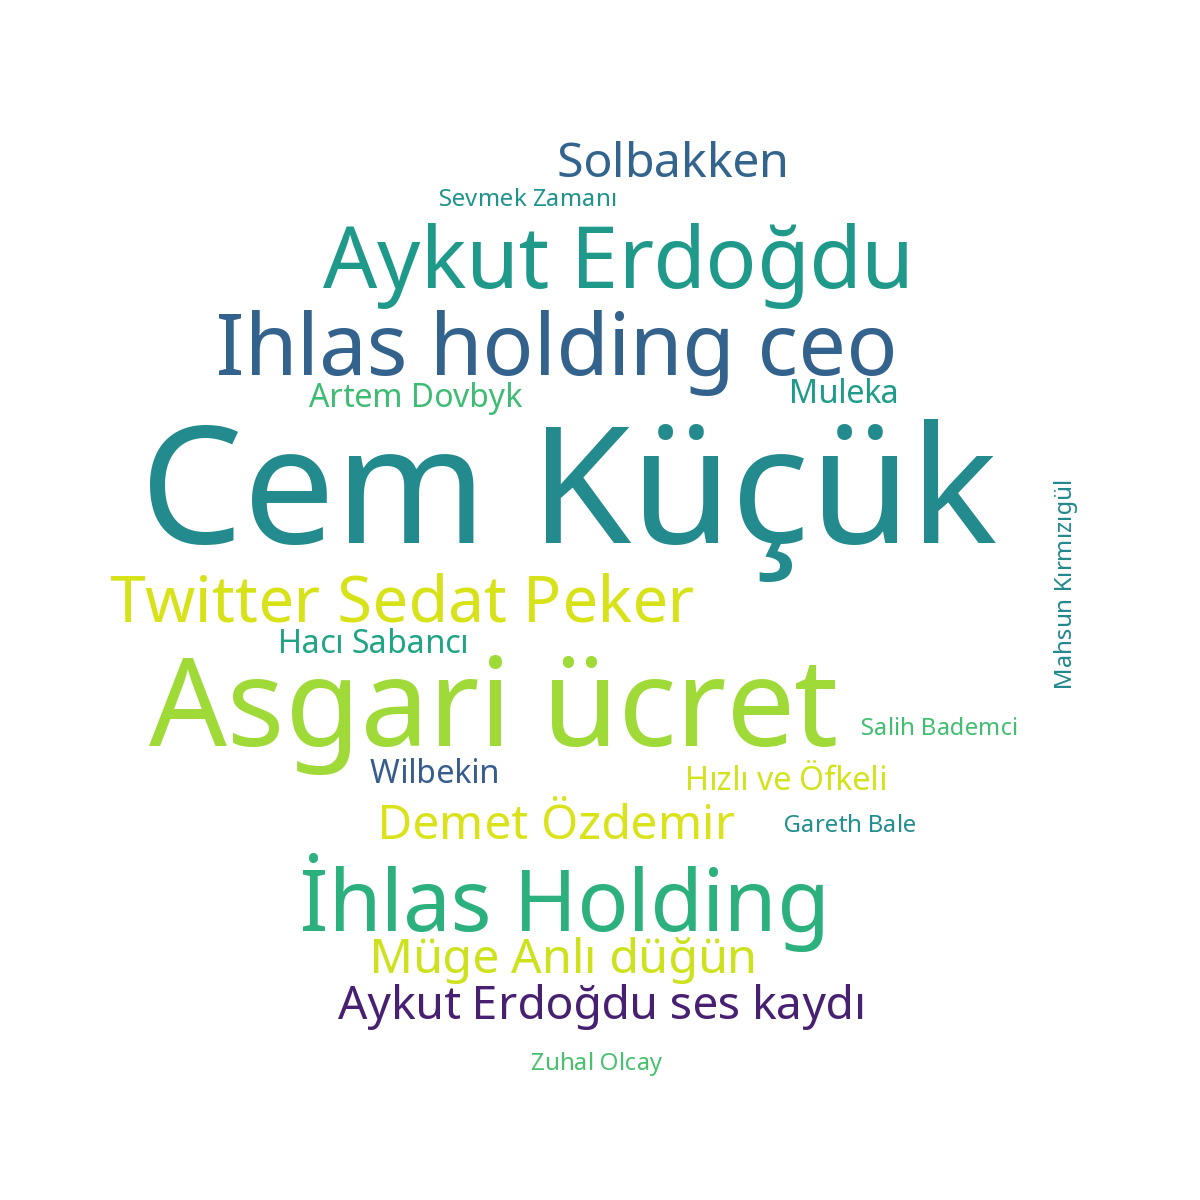 Solbakken
Sevmek Zamanı
Aykut Erdoğdu
Ihlas holding ceo
Artem Dovbyk
Muleka
Cem Küçük
Mahsun Kırmızıgül
Twitter Sedat Peker
Hacı Sabancı
Asgari ücret
Salih Bademci
Wilbekin
Hızlı ve Öfkeli
Demet Özdemir
Gareth Bale
İhlas Holding
Müge Anlı düğün
Aykut Erdoğdu ses kaydı
Zuhal Olcay